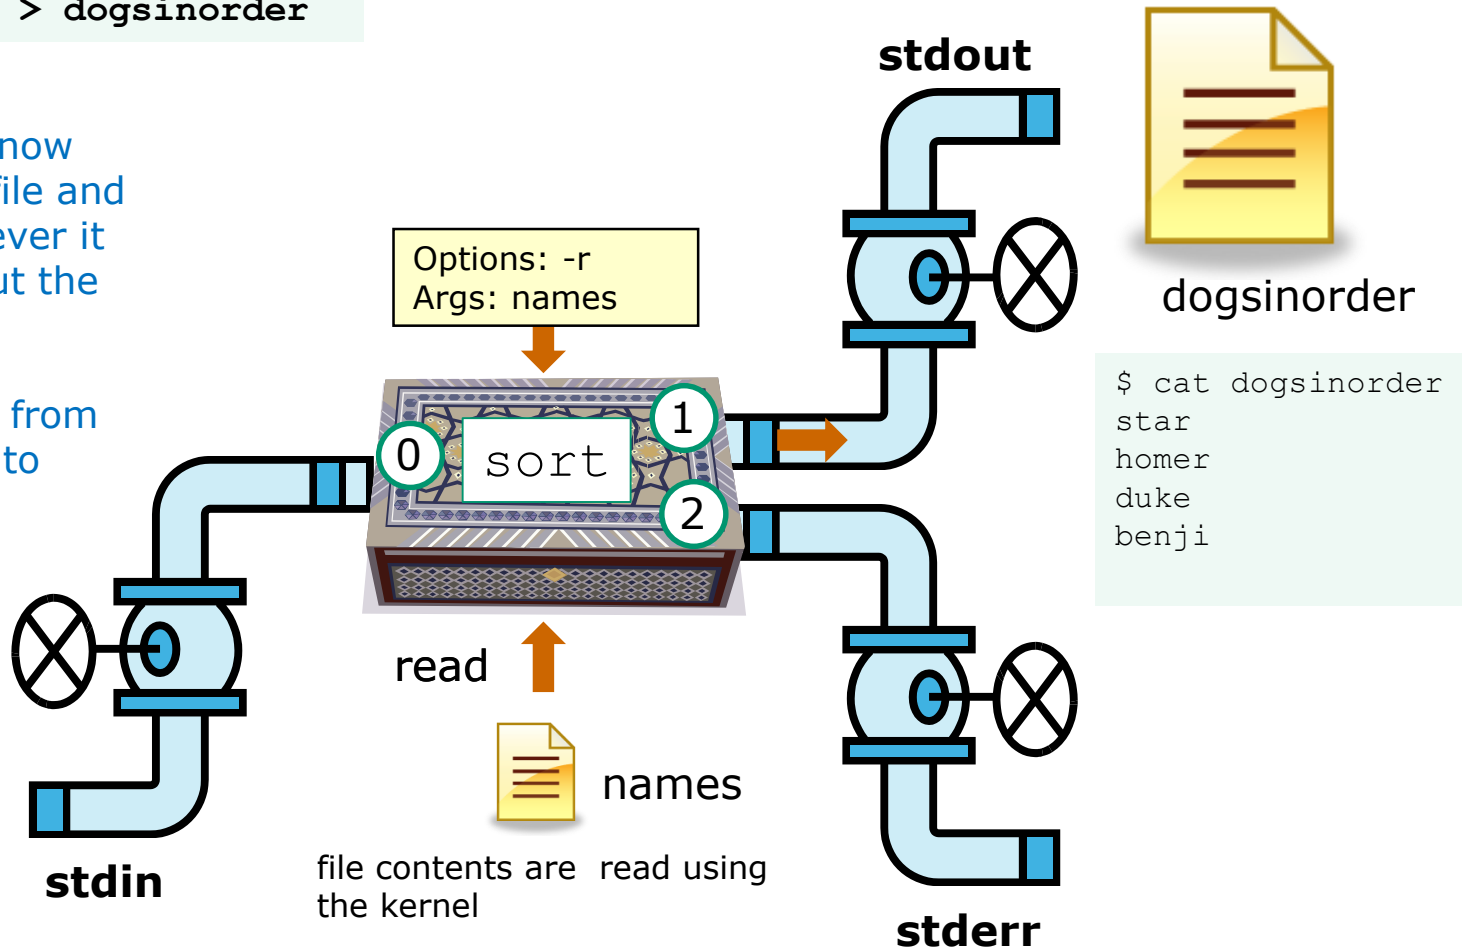 > dogsinorder
now
file and
ever it
ut the
from
to
stdout
dogsinorder
Options: -r
Args: names
$ cat dogsinorder
star
homer
duke
benji
0
1
2
sort
read
names
file contents are  read using
the kernel
stdin
stderr